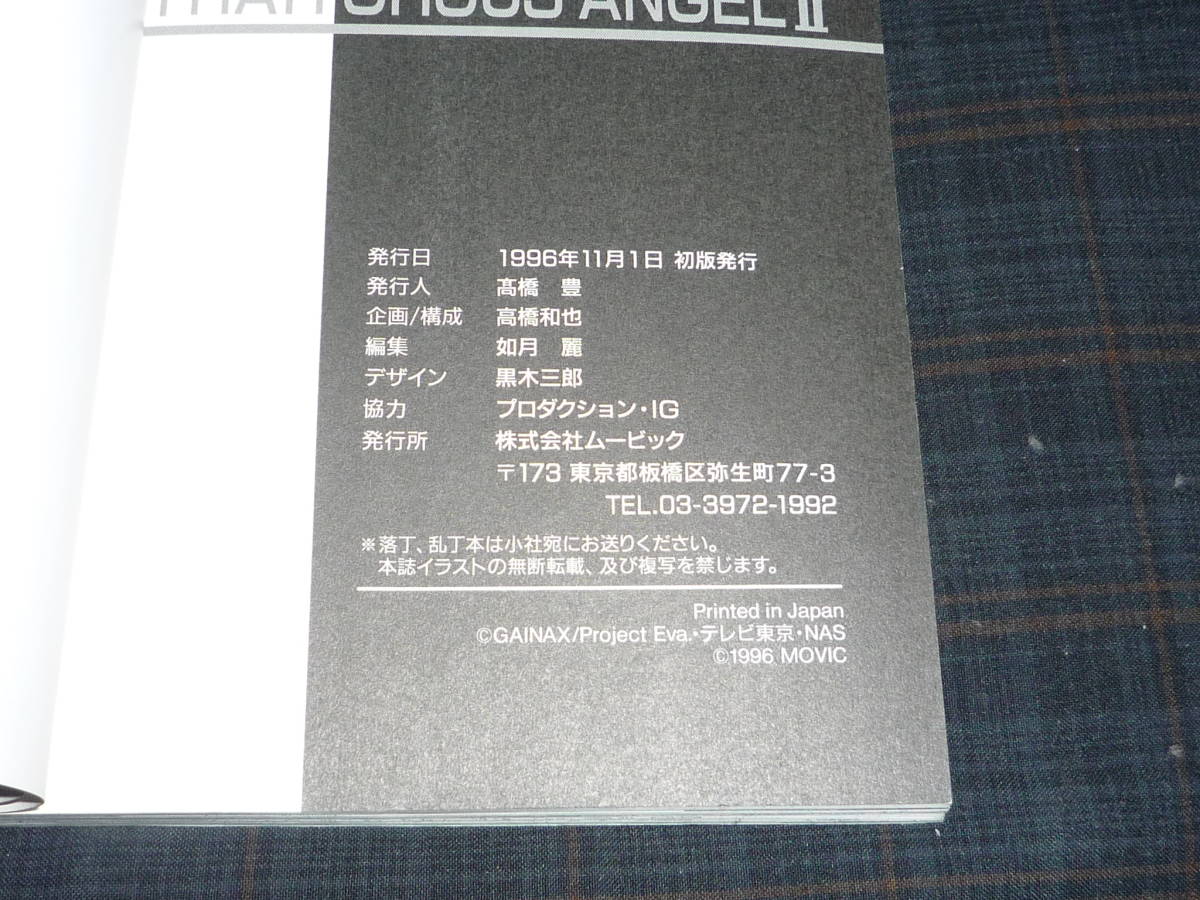 ANGEL II
発行日 1996年11月1日 初版発行
発行人 髙橋 豊
企画/構成 高橋和也
編集 如月 麗
デザイン 黒木三郎
協力 プロダクション・IG
発行所 株式会社ムービック
〒173 東京都板橋区弥生町77-3
TEL.03-3972-1992
※落丁、乱丁本は小社宛にお送りください。
本誌イラストの無断転載、及び複写を禁じます。
Printed in Japan
©GAINAX/Project Eva.・テレビ東京・NAS
©1996 MOVIC